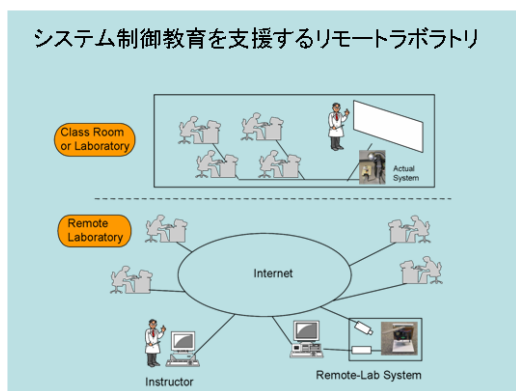 システム制御教育を支援するリモートラボラトリ
Class Room
or Laboratory
Actual
System
Remote
Laboratory
Internet
Instructor
Remote-Lab System